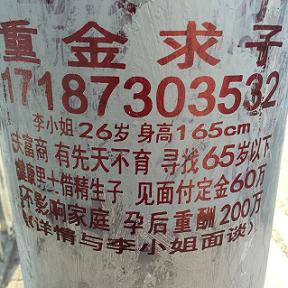 重金求子
17187303532
李小姐26岁 身高165cm
夫富商 有先天不育 寻找65岁以下
健康男士借精生子 见面付定金60万
不影响家庭 孕后重酬200万
(详情与李小姐面谈)